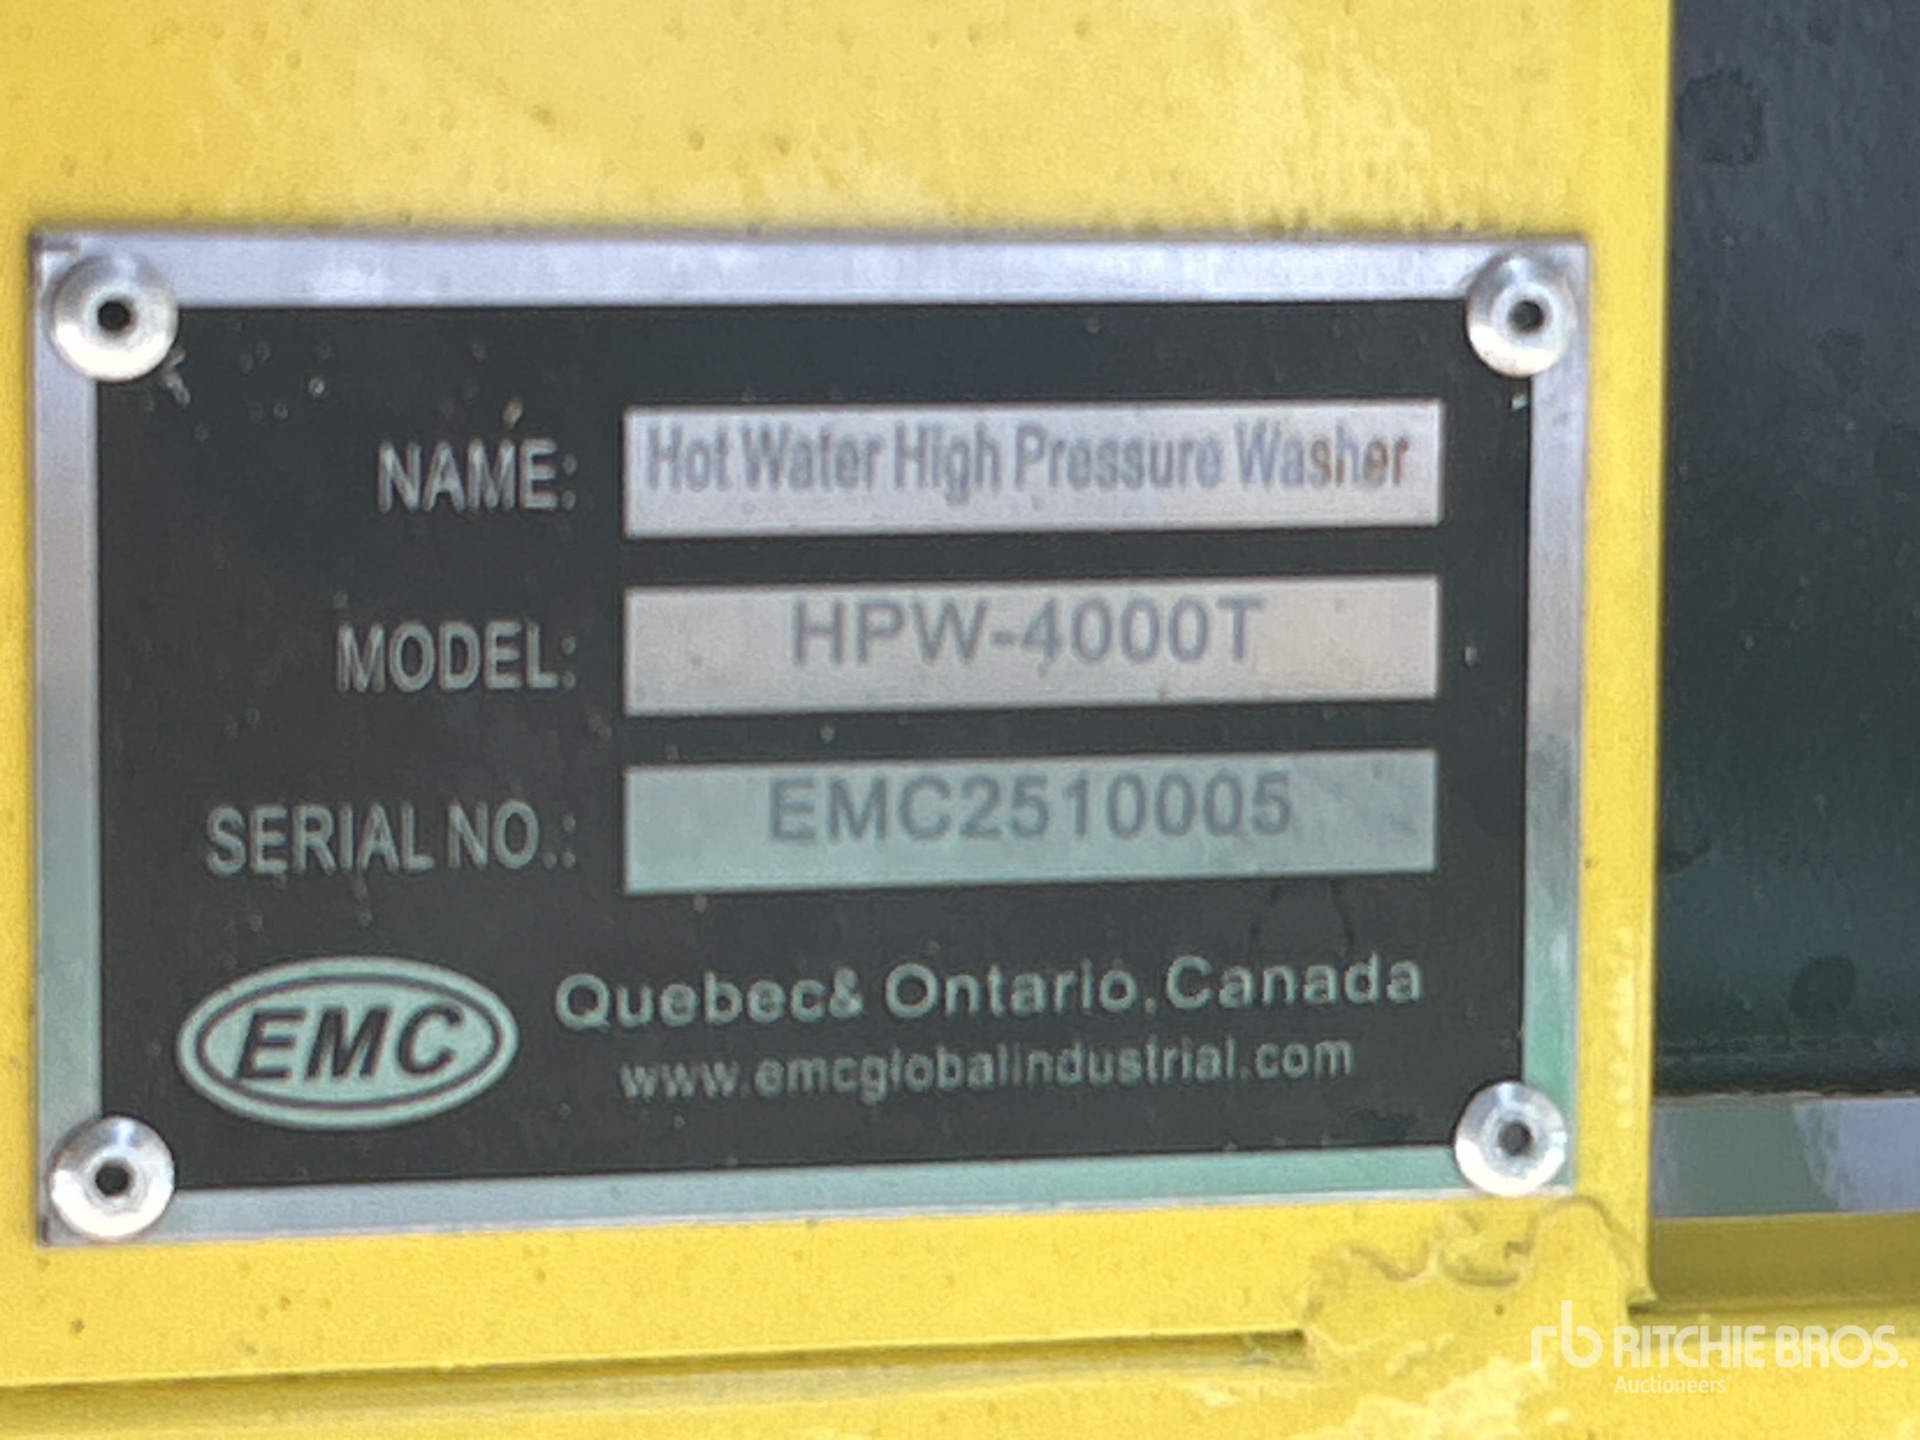 NAME: Hot Water High Pressure Washer
MODEL: HPW-4000T
SERIAL NO.: EMC2510005
EMC Quebec& Ontario,Canada
www.emcglobalindustrial.com
rb RITCHIE BROS.
Auctioneers